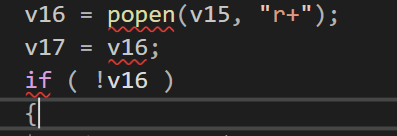 v16 = popen(v15, "r+");
v17 = v16;
if ( !v16 )
{